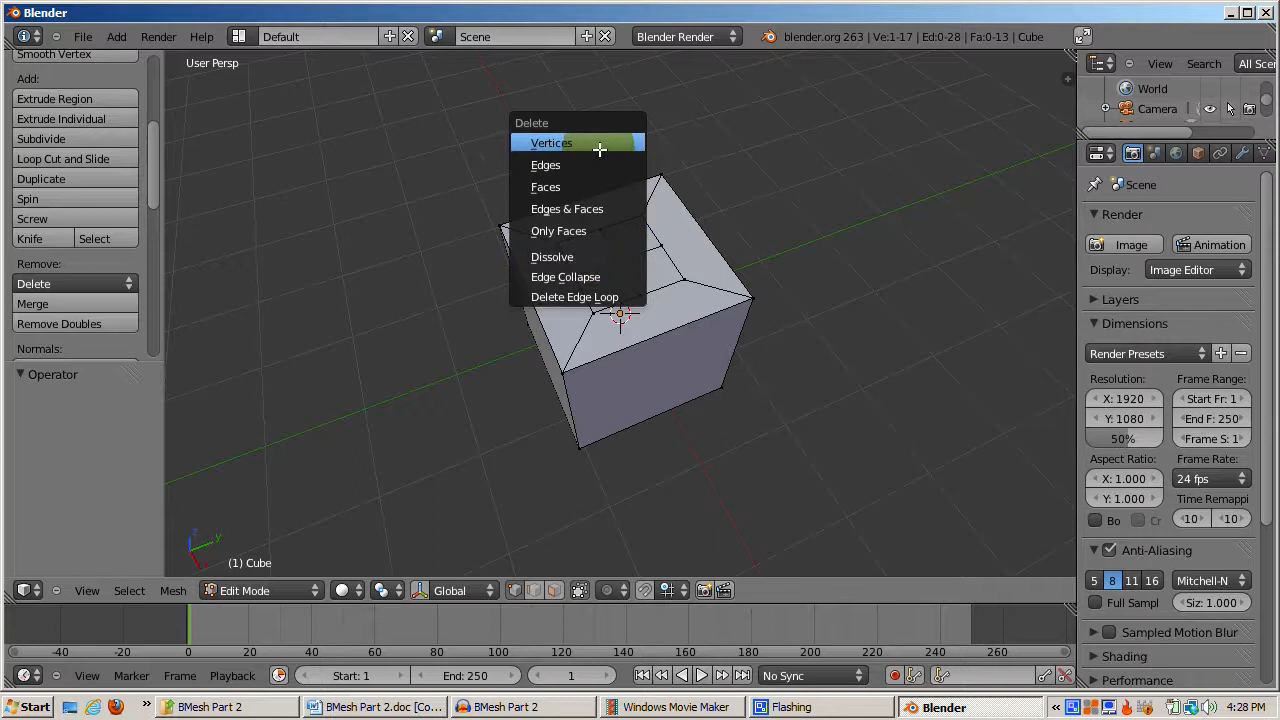 Blender
File Add Render Help Default Scene Blender Render blender.org 263 | Ve:1-17 | Ed:0-28 | Fa:0-13 | Cube
Smooth Vertex
Add:
Extrude Region
Extrude Individual
Subdivide
Loop Cut and Slide
Duplicate
Spin
Screw
Knife Select
Remove:
Delete
Merge
Remove Doubles
Normals:
Operator
User Persp
Delete
Vertices
Edges
Faces
Edges & Faces
Only Faces
Dissolve
Edge Collapse
Delete Edge Loop
z
y
(1) Cube
View Search All Scen
World
Camera
Scene
Render
Image Animation
Display: Image Editor
Layers
Dimensions
Render Presets
Resolution: Frame Range:
X: 1920 Start Fr: 1
Y: 1080 End F: 250
50% Frame S: 1
Aspect Ratio: Frame Rate:
X: 1.000 24 fps
Y: 1.000 Time Remappi
Bo Cr 10 10
Anti-Aliasing
5 8 11 16 Mitchell-N
Full Sampl Siz: 1.000
Sampled Motion Blur
Shading
Performance
View Select Mesh Edit Mode Global
-40 -20 0 20 40 60 80 100 120 140 160 180 200 220 240 260
View Marker Frame Playback Start: 1 End: 250 1 No Sync
Start BMesh Part 2 BMesh Part 2.doc [Co... BMesh Part 2 Windows Movie Maker Flashing Blender 4:28 PM